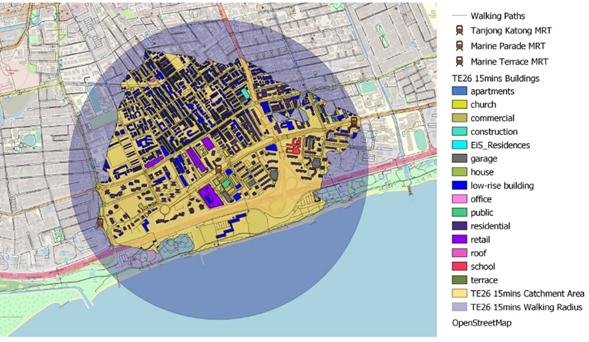 Walking Paths
Tanjong Katong MRT
Marine Parade MRT
Marine Terrace MRT
TE26 15mins Buildings
apartments
church
commercial
construction
EiS_Residences
garage
house
low-rise building
office
public
residential
retail
roof
school
terrace
TE26 15mins Catchment Area
TE26 15mins Walking Radius
OpenStreetMap